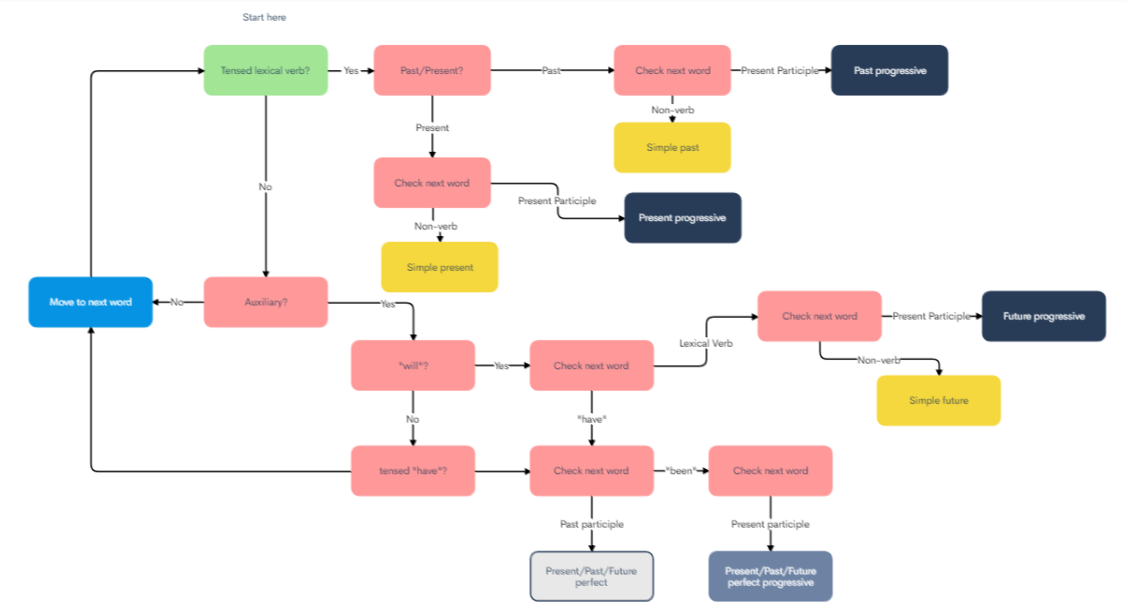 Start here
Tensed lexical verb?
Yes
Past/Present?
Past
Check next word
Present Participle
Past progressive
Non-verb
Simple past
Present
No
Check next word
Present Participle
Present progressive
Non-verb
Simple present
Move to next word
No
Auxiliary?
Yes
Check next word
Present Participle
Future progressive
Lexical Verb
Non-verb
Simple future
"will"?
Yes
Check next word
No
"have"
tensed "have"?
Check next word
"been"
Check next word
Past participle
Present participle
Present/Past/Future
perfect
Present/Past/Future
perfect progressive